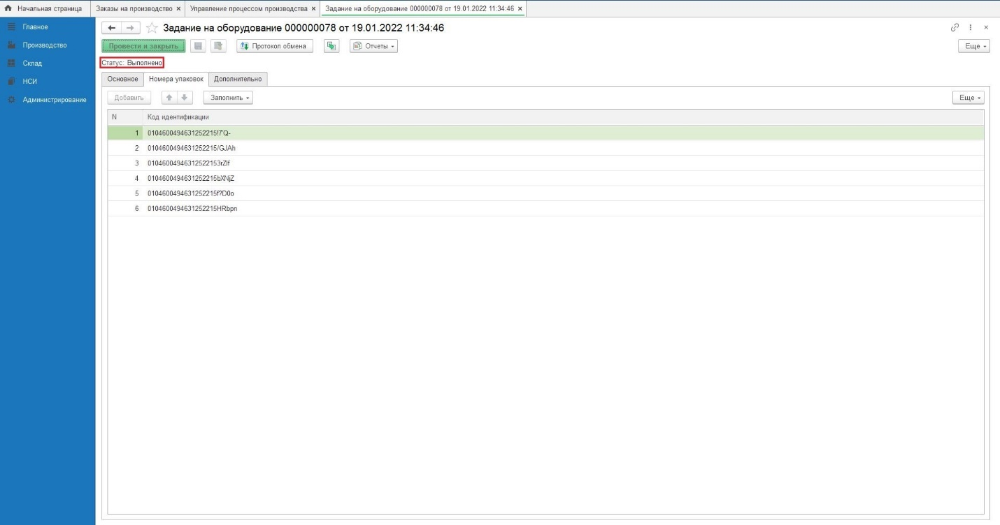 Начальная страница
Заказы на производство ×
Управление процессом производства ×
Задание на оборудование 000000078 от 19.01.2022 11:34:46 ×
Главное
Производство
Склад
НСИ
Администрирование
Задание на оборудование 000000078 от 19.01.2022 11:34:46
Провести и закрыть
Протокол обмена
Отчеты
Еще
Статус: Выполнено
Основное
Номера упаковок
Дополнительно
Добавить
Заполнить
Еще
N Код идентификации
1 0104600494631252215!7'Q-
2 0104600494631252215/GJAh
3 01046004946312522153rZIf
4 0104600494631252215bXNjZ
5 0104600494631252215f?D0o
6 0104600494631252215HRbpn